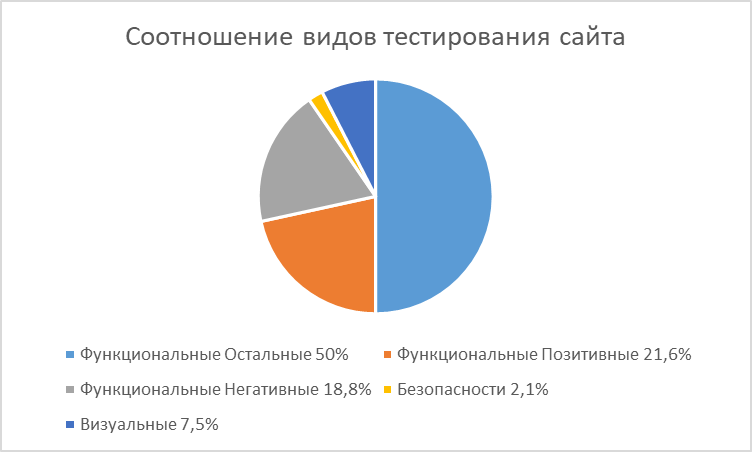 Соотношение видов тестирования сайта
Функциональные Остальные 50%
Функциональные Позитивные 21,6%
Функциональные Негативные 18,8%
Безопасности 2,1%
Визуальные 7,5%